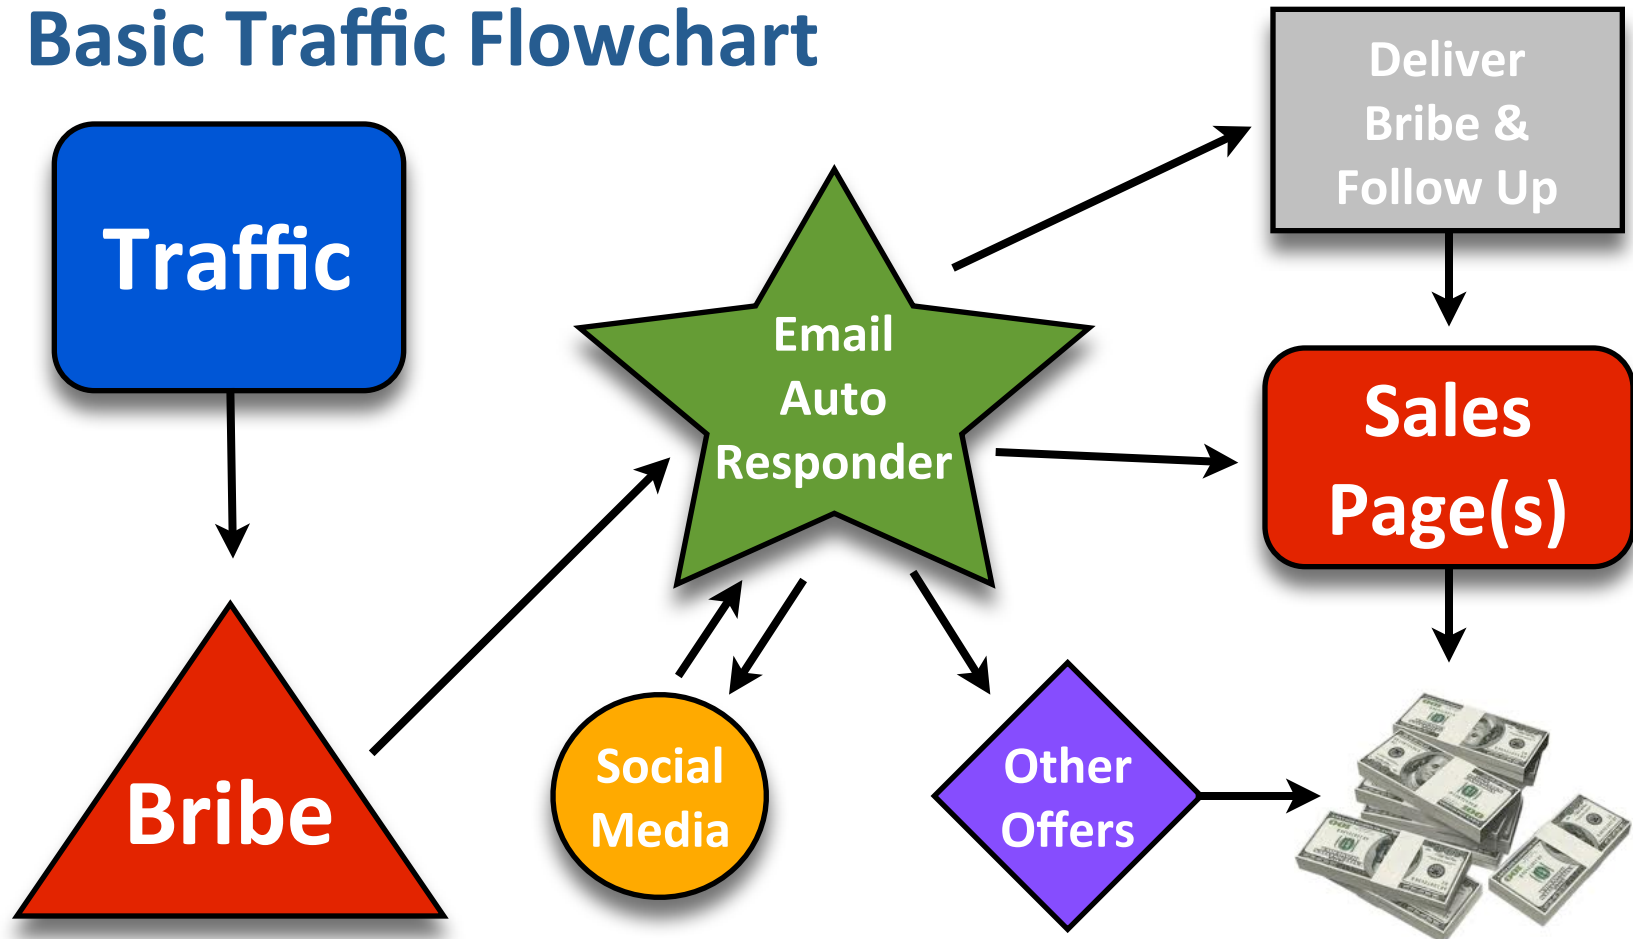 Basic Traffic Flowchart
Traffic
Bribe
Email
Auto
Responder
Social
Media
Other
Offers
Deliver
Bribe &
Follow Up
Sales
Page(s)